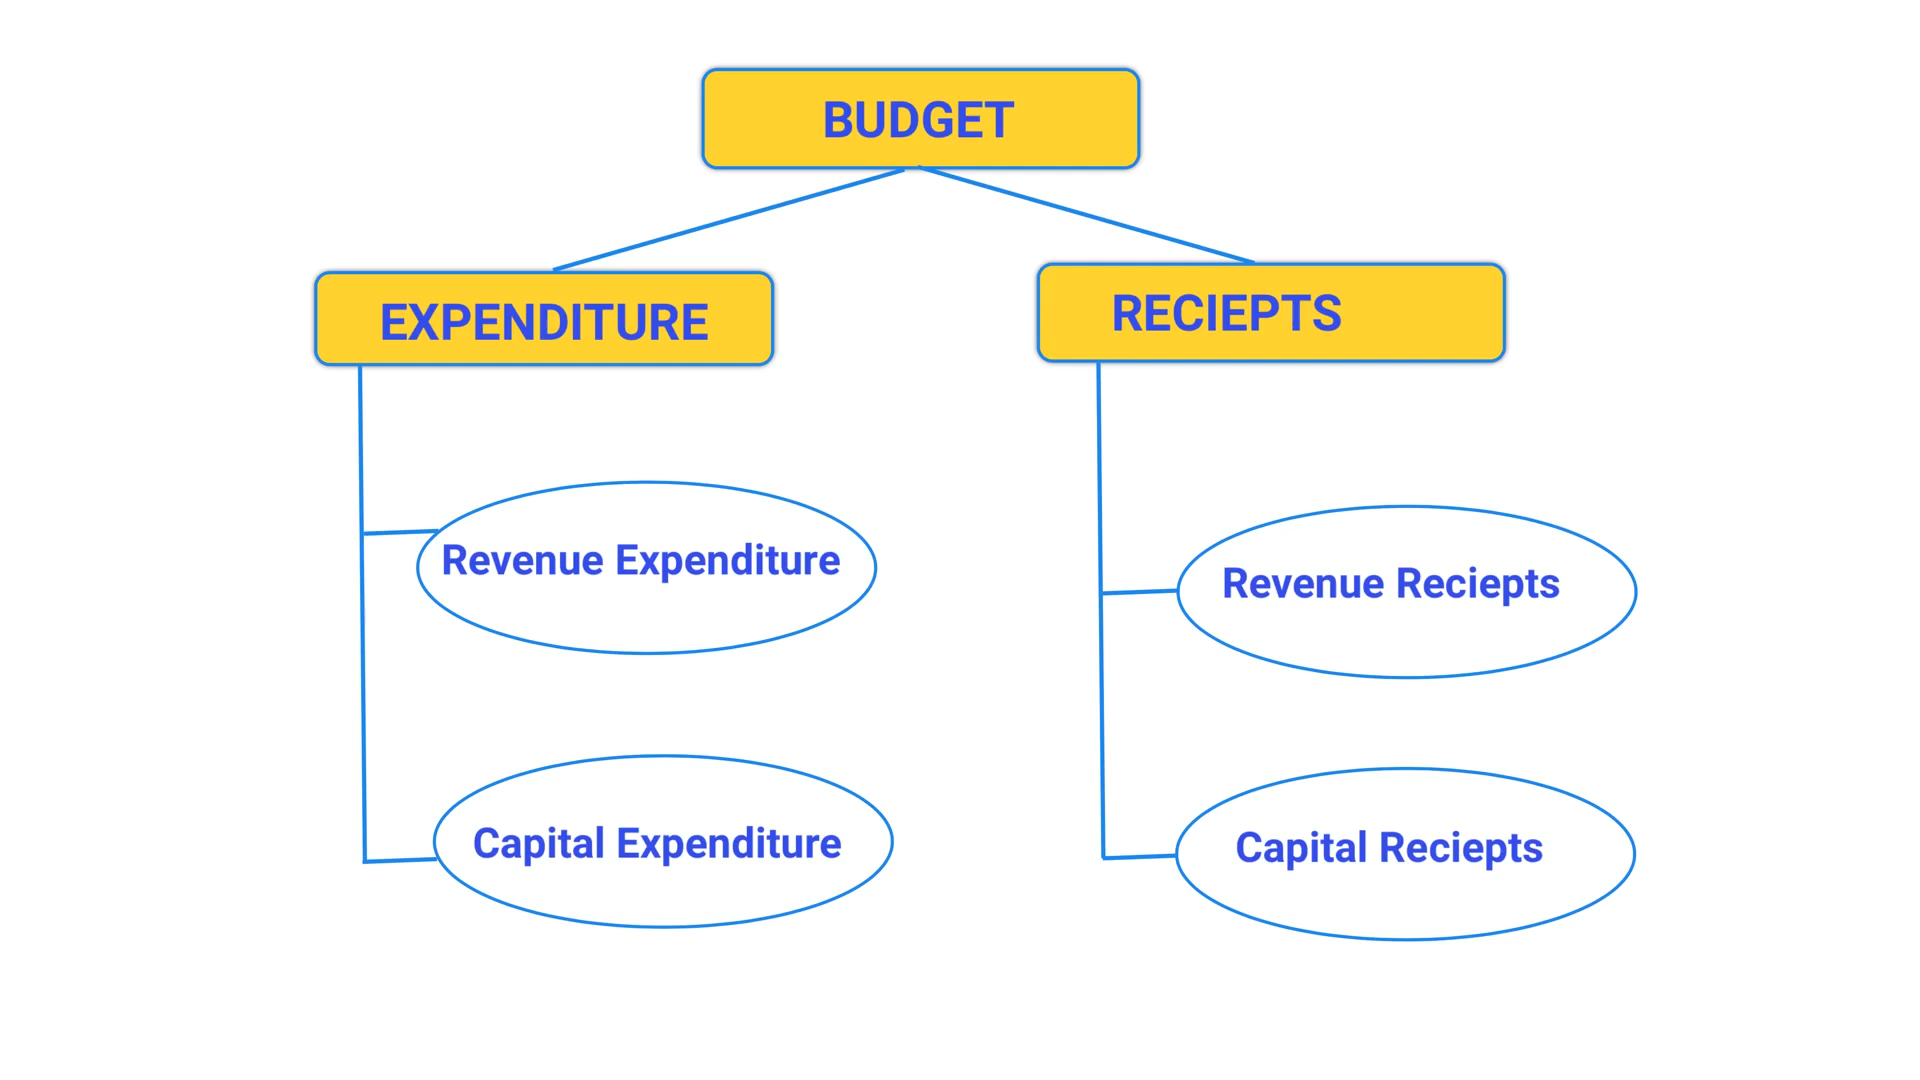 BUDGET
EXPENDITURE
RECIEPTS
Revenue Expenditure
Revenue Reciepts
Capital Expenditure
Capital Reciepts